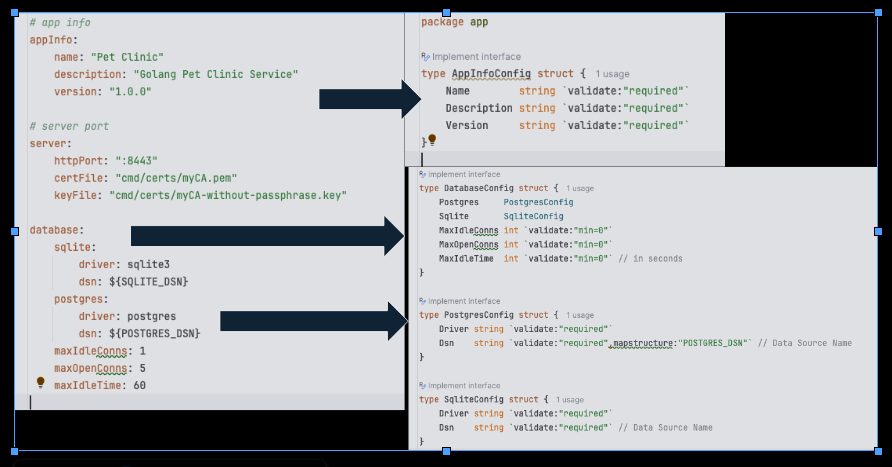 # app info
appInfo:
name: "Pet Clinic"
description: "Golang Pet Clinic Service"
version: "1.0.0"
# server port
server:
httpPort: ":8443"
certFile: "cmd/certs/myCA.pem"
keyFile: "cmd/certs/myCA-without-passphrase.key"
database:
sqlite:
driver: sqlite3
dsn: ${SQLITE_DSN}
postgres:
driver: postgres
dsn: ${POSTGRES_DSN}
maxIdleConns: 1
maxOpenConns: 5
maxIdleTime: 60
package app
Implement interface
type AppInfoConfig struct { 1 usage
Name string `validate:"required"`
Description string `validate:"required"`
Version string `validate:"required"`
}
Implement interface
type DatabaseConfig struct { 1 usage
Postgres PostgresConfig
Sqlite SqliteConfig
MaxIdleConns int `validate:"min=0"`
MaxOpenConns int `validate:"min=0"`
MaxIdleTime int `validate:"min=0"` // in seconds
}
Implement interface
type PostgresConfig struct { 1 usage
Driver string `validate:"required"`
Dsn string `validate:"required",mapstructure:"POSTGRES_DSN"` // Data Source Name
}
Implement interface
type SqliteConfig struct { 1 usage
Driver string `validate:"required"`
Dsn string `validate:"required"` // Data Source Name
}